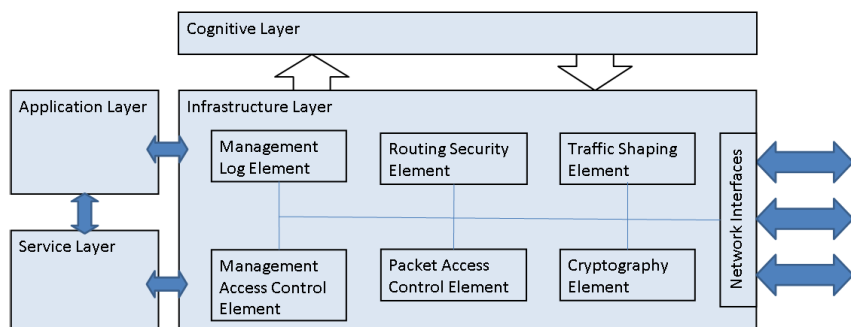 Cognitive Layer
Application Layer
Infrastructure Layer
Management
Log Element
Routing Security
Element
Traffic Shaping
Element
Network Interfaces
Service Layer
Management
Access Control
Element
Packet Access
Control Element
Cryptography
Element